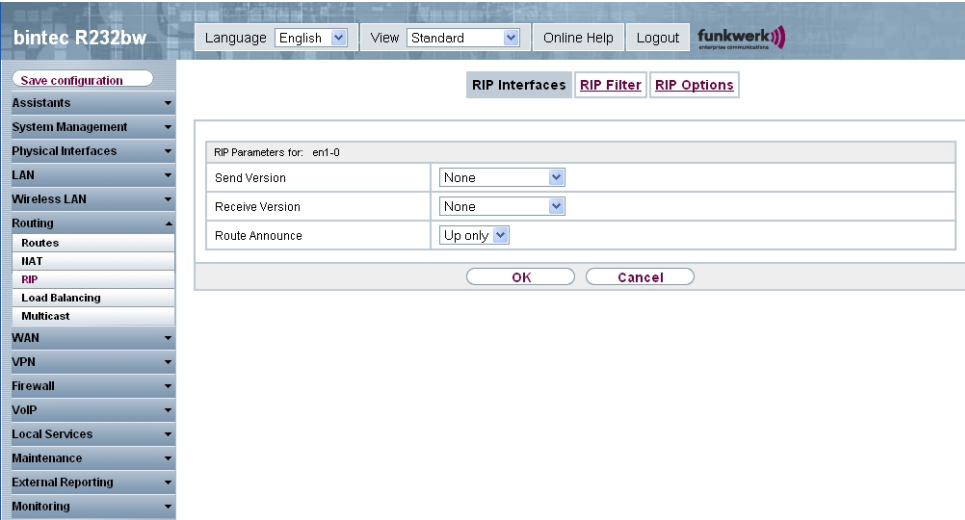 bintec R232bw
Language English View Standard Online Help Logout funkwerk
enterprise communications
Save configuration
RIP Interfaces RIP Filter RIP Options
Assistants
System Management
Physical Interfaces
LAN
Wireless LAN
Routing
Routes
NAT
RIP
Load Balancing
Multicast
WAN
VPN
Firewall
VoIP
Local Services
Maintenance
External Reporting
Monitoring
RIP Parameters for: en1-0
Send Version None
Receive Version None
Route Announce Up only
OK Cancel